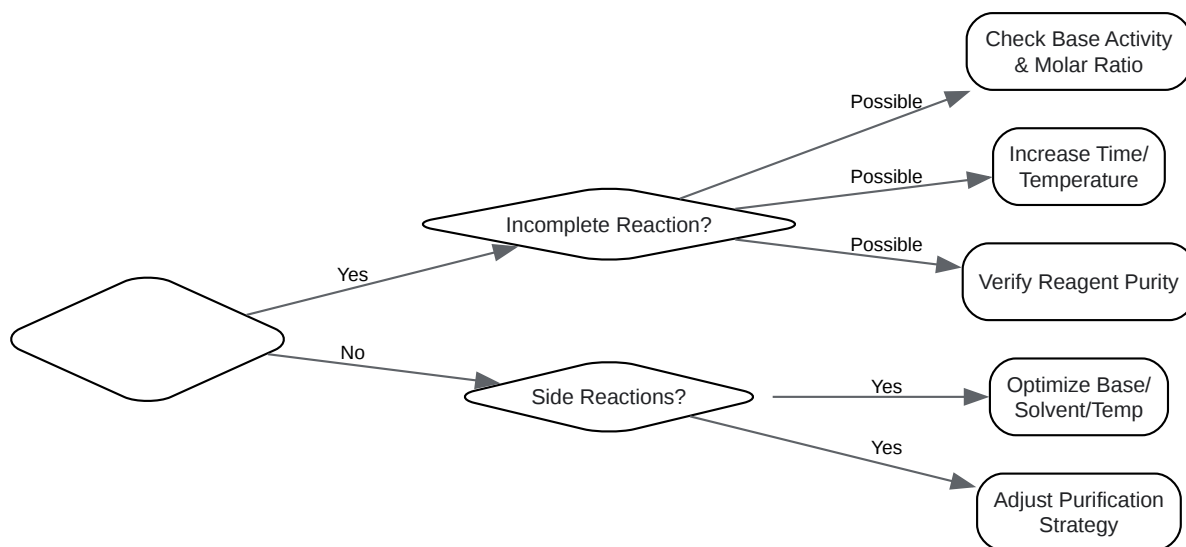 Check Base Activity
& Molar Ratio
Possible
Increase Time/
Temperature
Possible
Incomplete Reaction?
Possible
Verify Reagent Purity
Yes
No
Side Reactions?
Yes
Optimize Base/
Solvent/Temp
Yes
Adjust Purification
Strategy